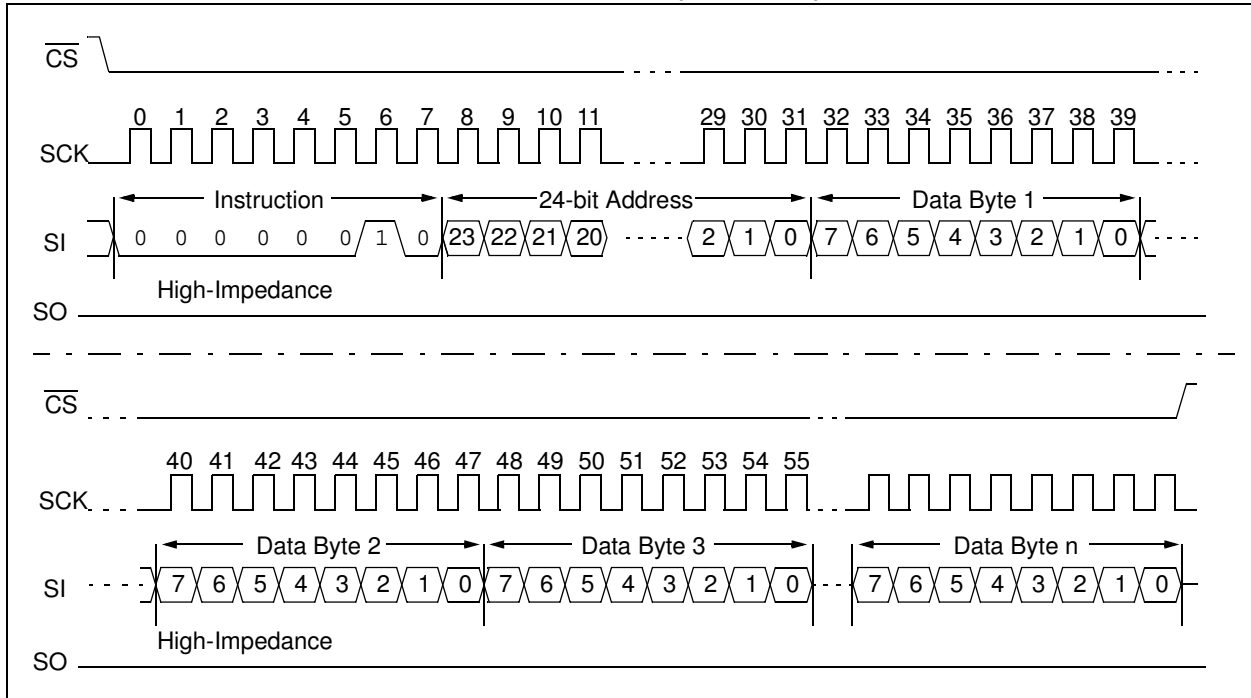 CS
0 1 2 3 4 5 6 7 8 9 10 11 29 30 31 32 33 34 35 36 37 38 39
SCK
Instruction 24-bit Address Data Byte 1
SI 0 0 0 0 0 0 1 0 23 22 21 20 2 1 0 7 6 5 4 3 2 1 0
High-Impedance
SO
CS
40 41 42 43 44 45 46 47 48 49 50 51 52 53 54 55
SCK
Data Byte 2 Data Byte 3 Data Byte n
SI 7 6 5 4 3 2 1 0 7 6 5 4 3 2 1 0 7 6 5 4 3 2 1 0
High-Impedance
SO